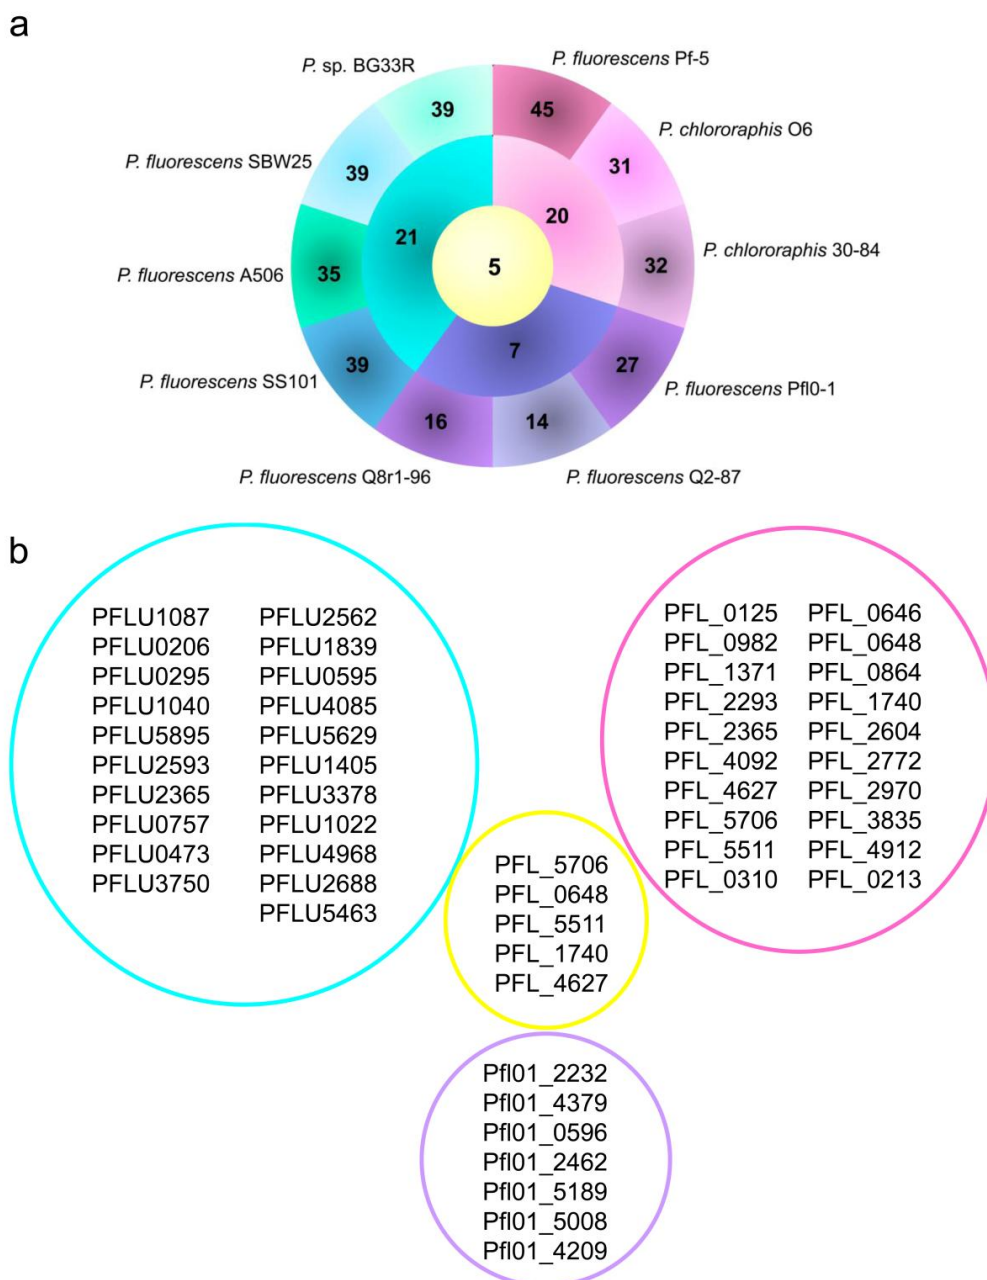 a
P. sp. BG33R
P. fluorescens Pf-5
39
45
P. chlororaphis O6
P. fluorescens SBW25
39
31
21
20
P. chlororaphis 30-84
P. fluorescens A506
35
5
32
7
P. fluorescens SS101
39
27
P. fluorescens Pfl0-1
16
14
P. fluorescens Q8r1-96
P. fluorescens Q2-87
b
PFLU1087 PFLU2562
PFLU0206 PFLU1839
PFLU0295 PFLU0595
PFLU1040 PFLU4085
PFLU5895 PFLU5629
PFLU2593 PFLU1405
PFLU2365 PFLU3378
PFLU0757 PFLU1022
PFLU0473 PFLU4968
PFLU3750 PFLU2688
PFLU5463
PFL_0125 PFL_0646
PFL_0982 PFL_0648
PFL_1371 PFL_0864
PFL_2293 PFL_1740
PFL_2365 PFL_2604
PFL_4092 PFL_2772
PFL_4627 PFL_2970
PFL_5706 PFL_3835
PFL_5511 PFL_4912
PFL_0310 PFL_0213
PFL_5706
PFL_0648
PFL_5511
PFL_1740
PFL_4627
Pfl01_2232
Pfl01_4379
Pfl01_0596
Pfl01_2462
Pfl01_5189
Pfl01_5008
Pfl01_4209